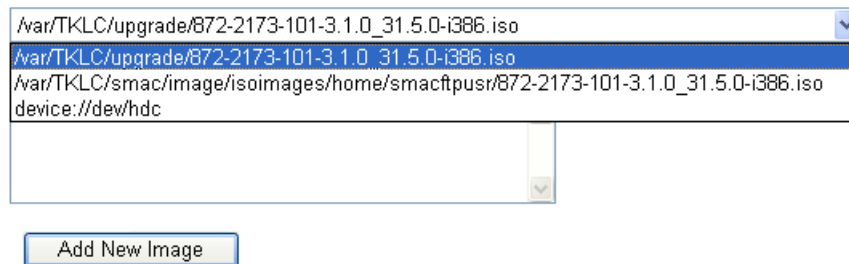 /var/TKLC/upgrade/872-2173-101-3.1.0_31.5.0-i386.iso
/var/TKLC/upgrade/872-2173-101-3.1.0_31.5.0-i386.iso
/var/TKLC/smac/image/isoimages/home/smacftpusr/872-2173-101-3.1.0_31.5.0-i386.iso
device://dev/hdc
Add New Image